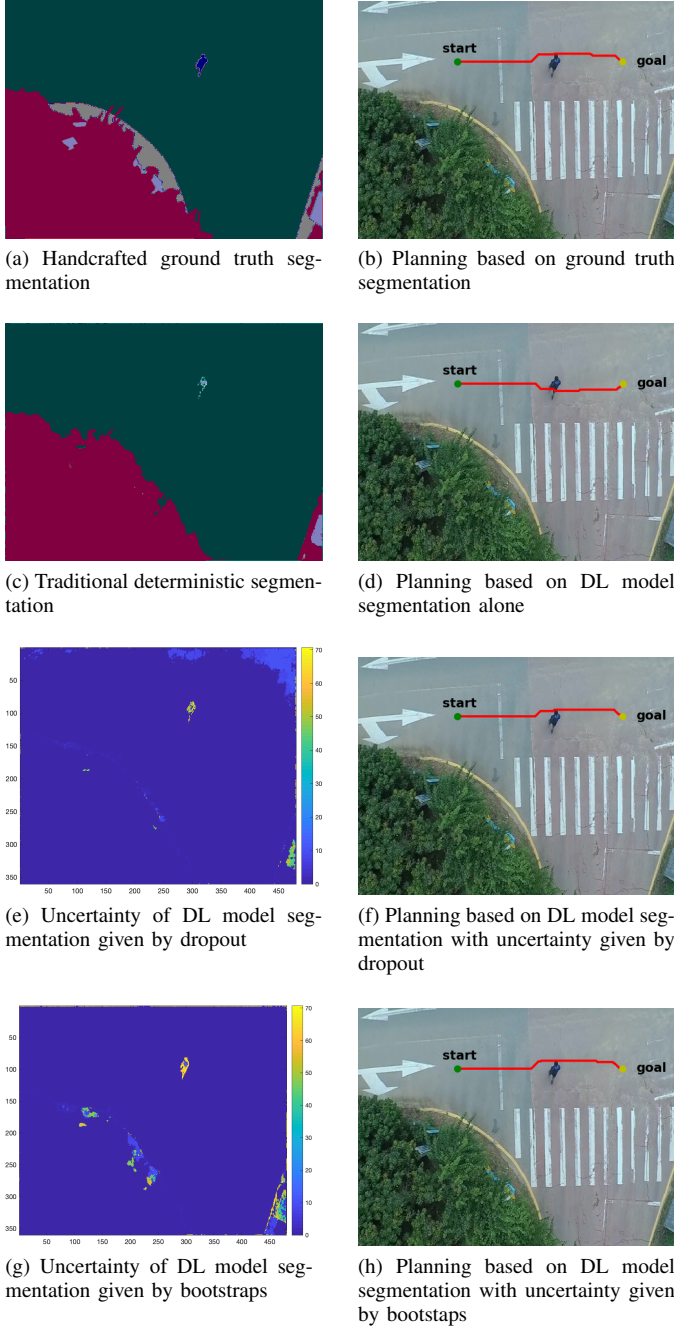 start
goal
(a) Handcrafted ground truth seg-
mentation
(b) Planning based on ground truth
segmentation
start
goal
(c) Traditional deterministic segmen-
tation
(d) Planning based on DL model
segmentation alone
50
100
150
200
250
300
350
50 100 150 200 250 300 350 400 450
70
60
50
40
30
20
10
0
start
goal
(e) Uncertainty of DL model seg-
mentation given by dropout
(f) Planning based on DL model seg-
mentation with uncertainty given by
dropout
50
100
150
200
250
300
350
50 100 150 200 250 300 350 400 450
70
60
50
40
30
20
10
0
start
goal
(g) Uncertainty of DL model seg-
mentation given by bootstraps
(h) Planning based on DL model
segmentation with uncertainty given
by bootstaps